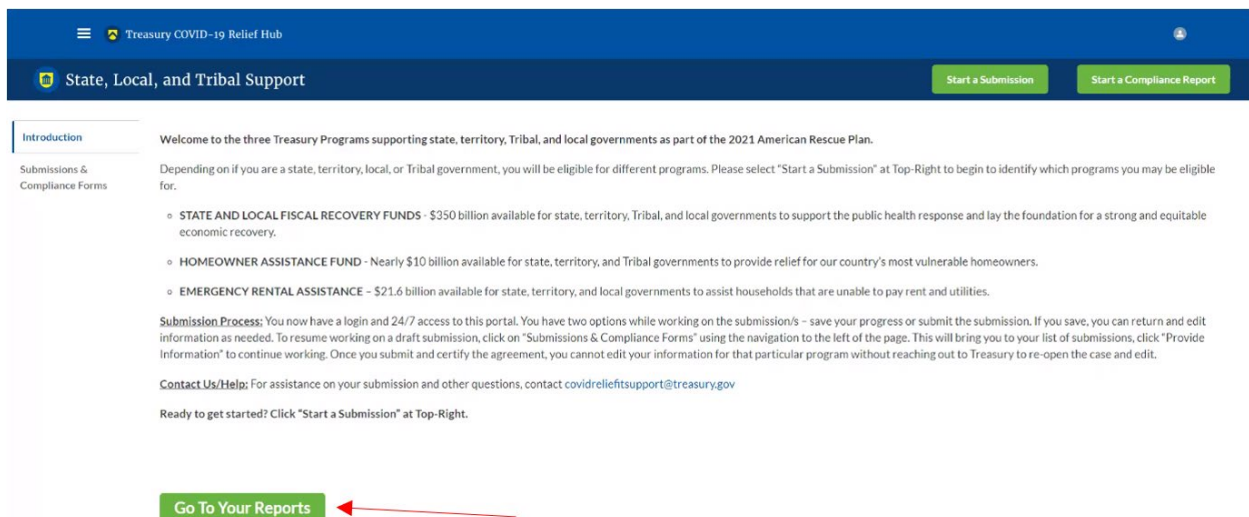 Treasury COVID-19 Relief Hub
State, Local, and Tribal Support
Start a Submission
Start a Compliance Report
Introduction
Submissions &
Compliance Forms
Welcome to the three Treasury Programs supporting state, territory, Tribal, and local governments as part of the 2021 American Rescue Plan.
Depending on if you are a state, territory, local, or Tribal government, you will be eligible for different programs. Please select "Start a Submission" at Top-Right to begin to identify which programs you may be eligible
for.
STATE AND LOCAL FISCAL RECOVERY FUNDS - $350 billion available for state, territory, Tribal, and local governments to support the public health response and lay the foundation for a strong and equitable
economic recovery.
HOMEOWNER ASSISTANCE FUND - Nearly $10 billion available for state, territory, and Tribal governments to provide relief for our country's most vulnerable homeowners.
EMERGENCY RENTAL ASSISTANCE – $21.6 billion available for state, territory, and local governments to assist households that are unable to pay rent and utilities.
Submission Process: You now have a login and 24/7 access to this portal. You have two options while working on the submission/s – save your progress or submit the submission. If you save, you can return and edit
information as needed. To resume working on a draft submission, click on "Submissions & Compliance Forms" using the navigation to the left of the page. This will bring you to your list of submissions, click "Provide
Information" to continue working. Once you submit and certify the agreement, you cannot edit your information for that particular program without reaching out to Treasury to re-open the case and edit.
Contact Us/Help: For assistance on your submission and other questions, contact covidreliefitsupport@treasury.gov
Ready to get started? Click "Start a Submission" at Top-Right.
Go To Your Reports